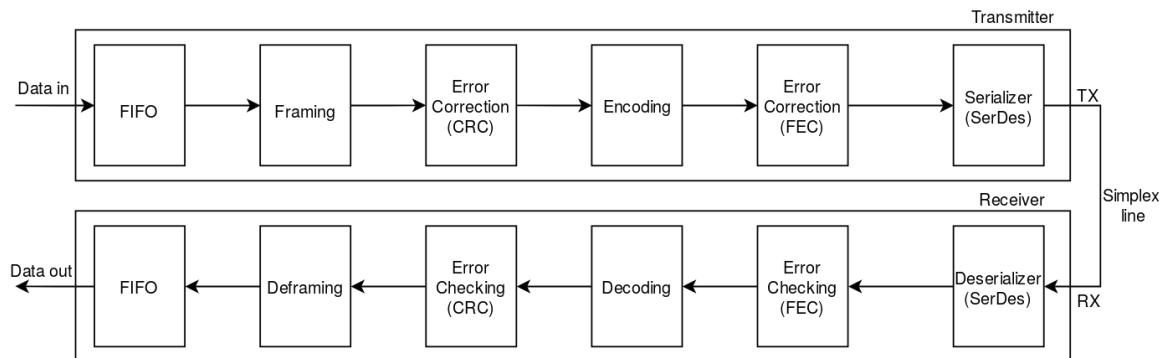 Transmitter
Data in
FIFO
Framing
Error
Correction
(CRC)
Encoding
Error
Correction
(FEC)
Serializer
(SerDes)
TX
Simplex
line
Receiver
Data out
FIFO
Deframing
Error
Checking
(CRC)
Decoding
Error
Checking
(FEC)
Deserializer
(SerDes)
RX